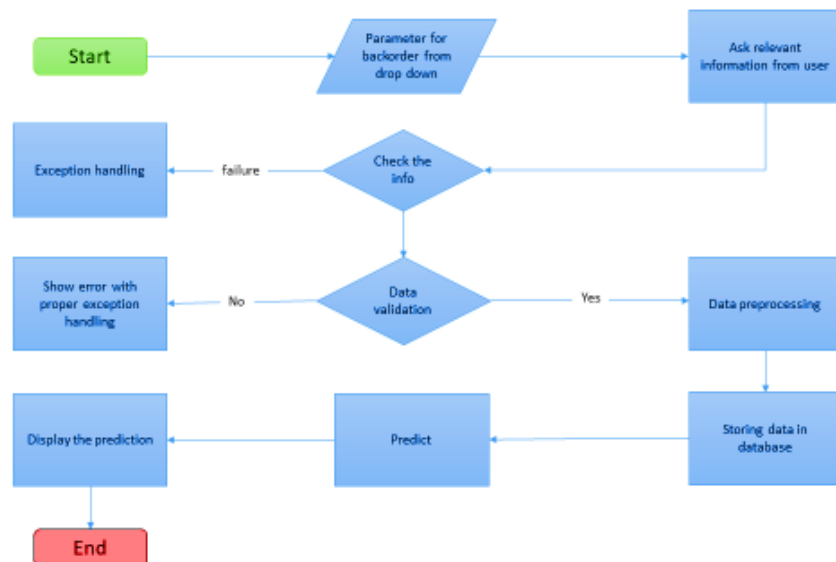 Start
Parameter for
backorder from
drop down
Ask relevant
information from user
Exception handling
failure
Check the
info
Show error with
proper exception
handling
No
Data
validation
Yes
Data preprocessing
Display the prediction
Predict
Storing data in
database
End